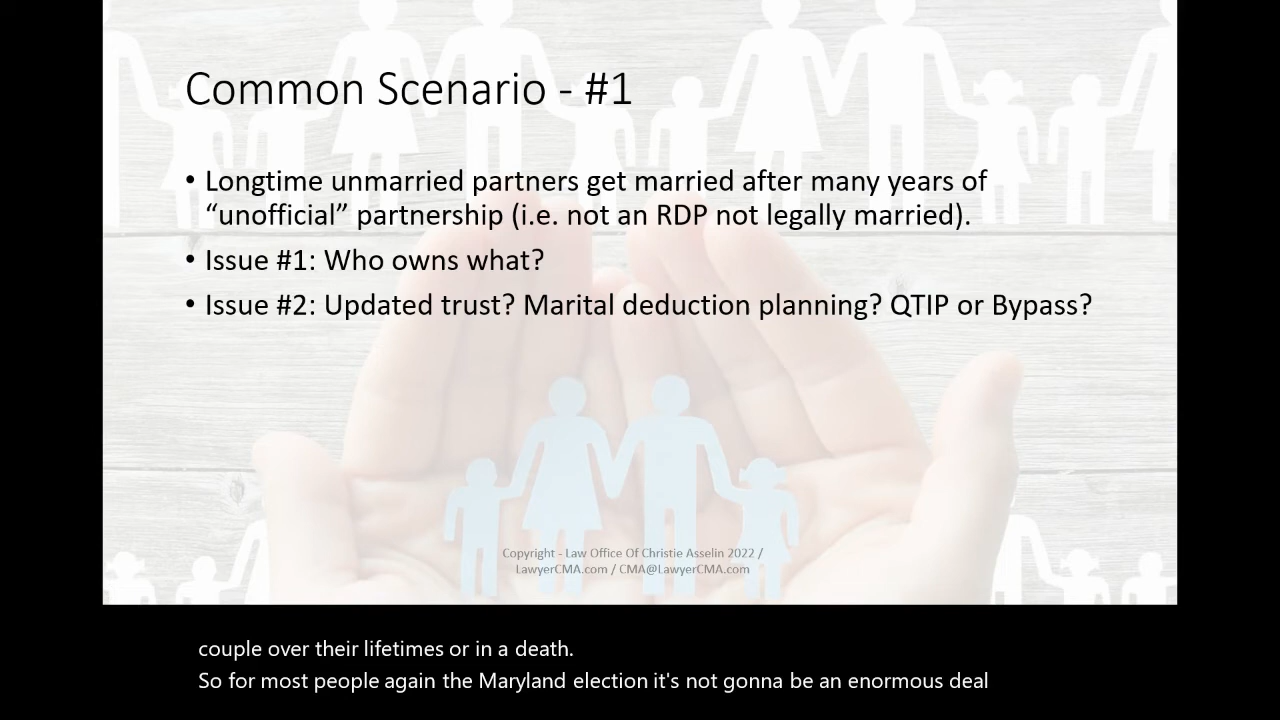 Common Scenario - #1
• Longtime unmarried partners get married after many years of
“unofficial” partnership (i.e. not an RDP not legally married).
• Issue #1: Who owns what?
• Issue #2: Updated trust? Marital deduction planning? QTIP or Bypass?
Copyright - Law Office Of Christie Asselin 2022 /
LawyerCMA.com / CMA@LawyerCMA.com
couple over their lifetimes or in a death.
So for most people again the Maryland election it's not gonna be an enormous deal